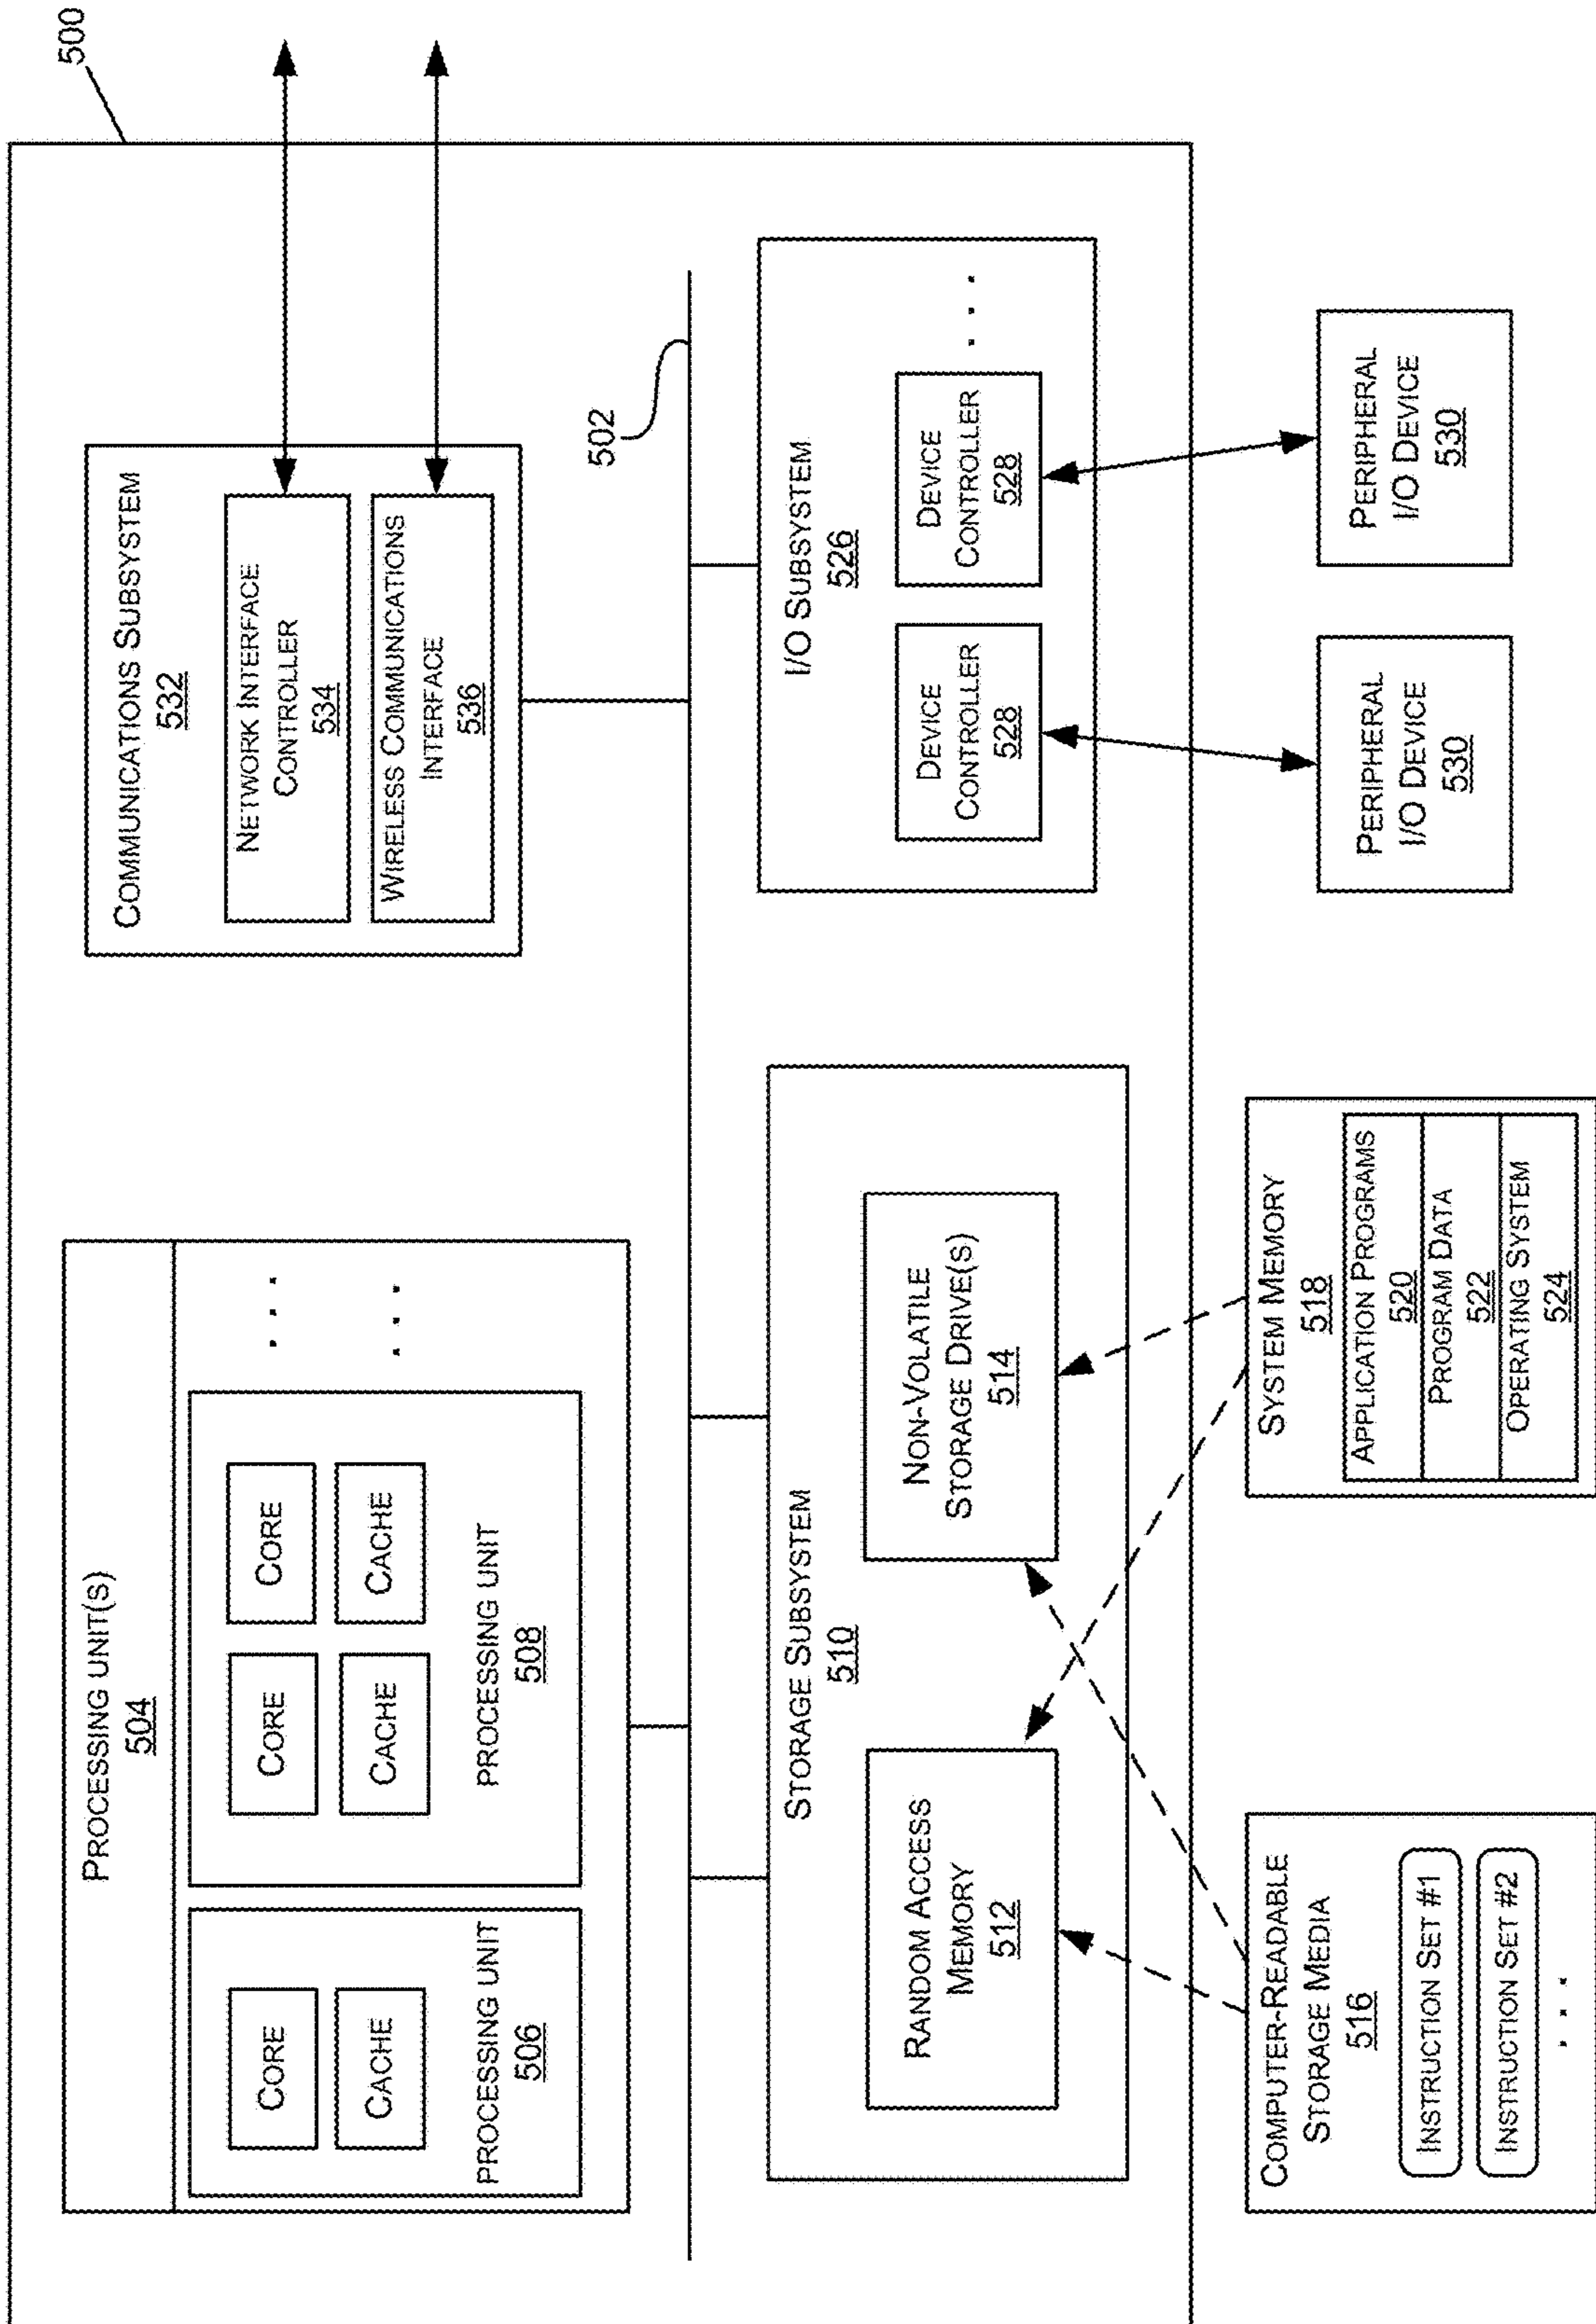 500
PROCESSING UNIT(S)
504
CORE
CACHE
PROCESSING UNIT
506
CORE
CORE
CACHE
CACHE
PROCESSING UNIT
508
. . .
. . .
COMMUNICATIONS SUBSYSTEM
532
NETWORK INTERFACE
CONTROLLER
534
WIRELESS COMMUNICATIONS
INTERFACE
536
502
STORAGE SUBSYSTEM
510
RANDOM ACCESS
MEMORY
512
NON-VOLATILE
STORAGE DRIVE(S)
514
I/O SUBSYSTEM
526
DEVICE
CONTROLLER
528
DEVICE
CONTROLLER
528
. . .
COMPUTER-READABLE
STORAGE MEDIA
516
INSTRUCTION SET #1
INSTRUCTION SET #2
. . .
SYSTEM MEMORY
518
APPLICATION PROGRAMS
520
PROGRAM DATA
522
OPERATING SYSTEM
524
PERIPHERAL
I/O DEVICE
530
PERIPHERAL
I/O DEVICE
530